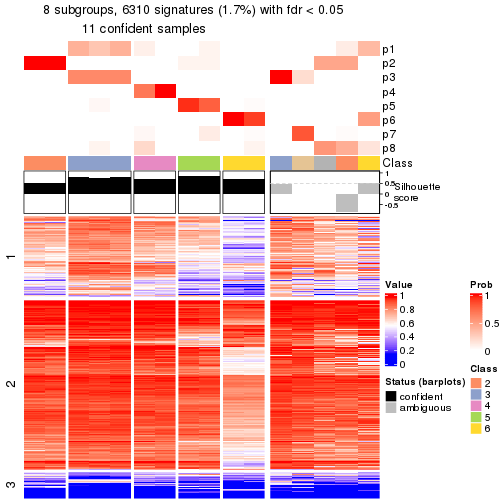 8 subgroups, 6310 signatures (1.7%) with fdr < 0.05
11 confident samples
p1
p2
p3
p4
p5
p6
p7
p8
Class
1
0.5
0
-0.5
Silhouette
score
1
2
3
Value
1
0.8
0.6
0.4
0.2
0
Status (barplots)
confident
ambiguous
Prob
1
0.5
0
Class
2
3
4
5
6